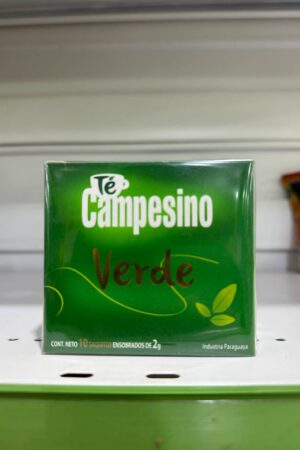 Té
Campesino
Verde
CONT. NETO 10 SAQUITOS ENSOBRADOS DE 2g
Industria Paraguaya